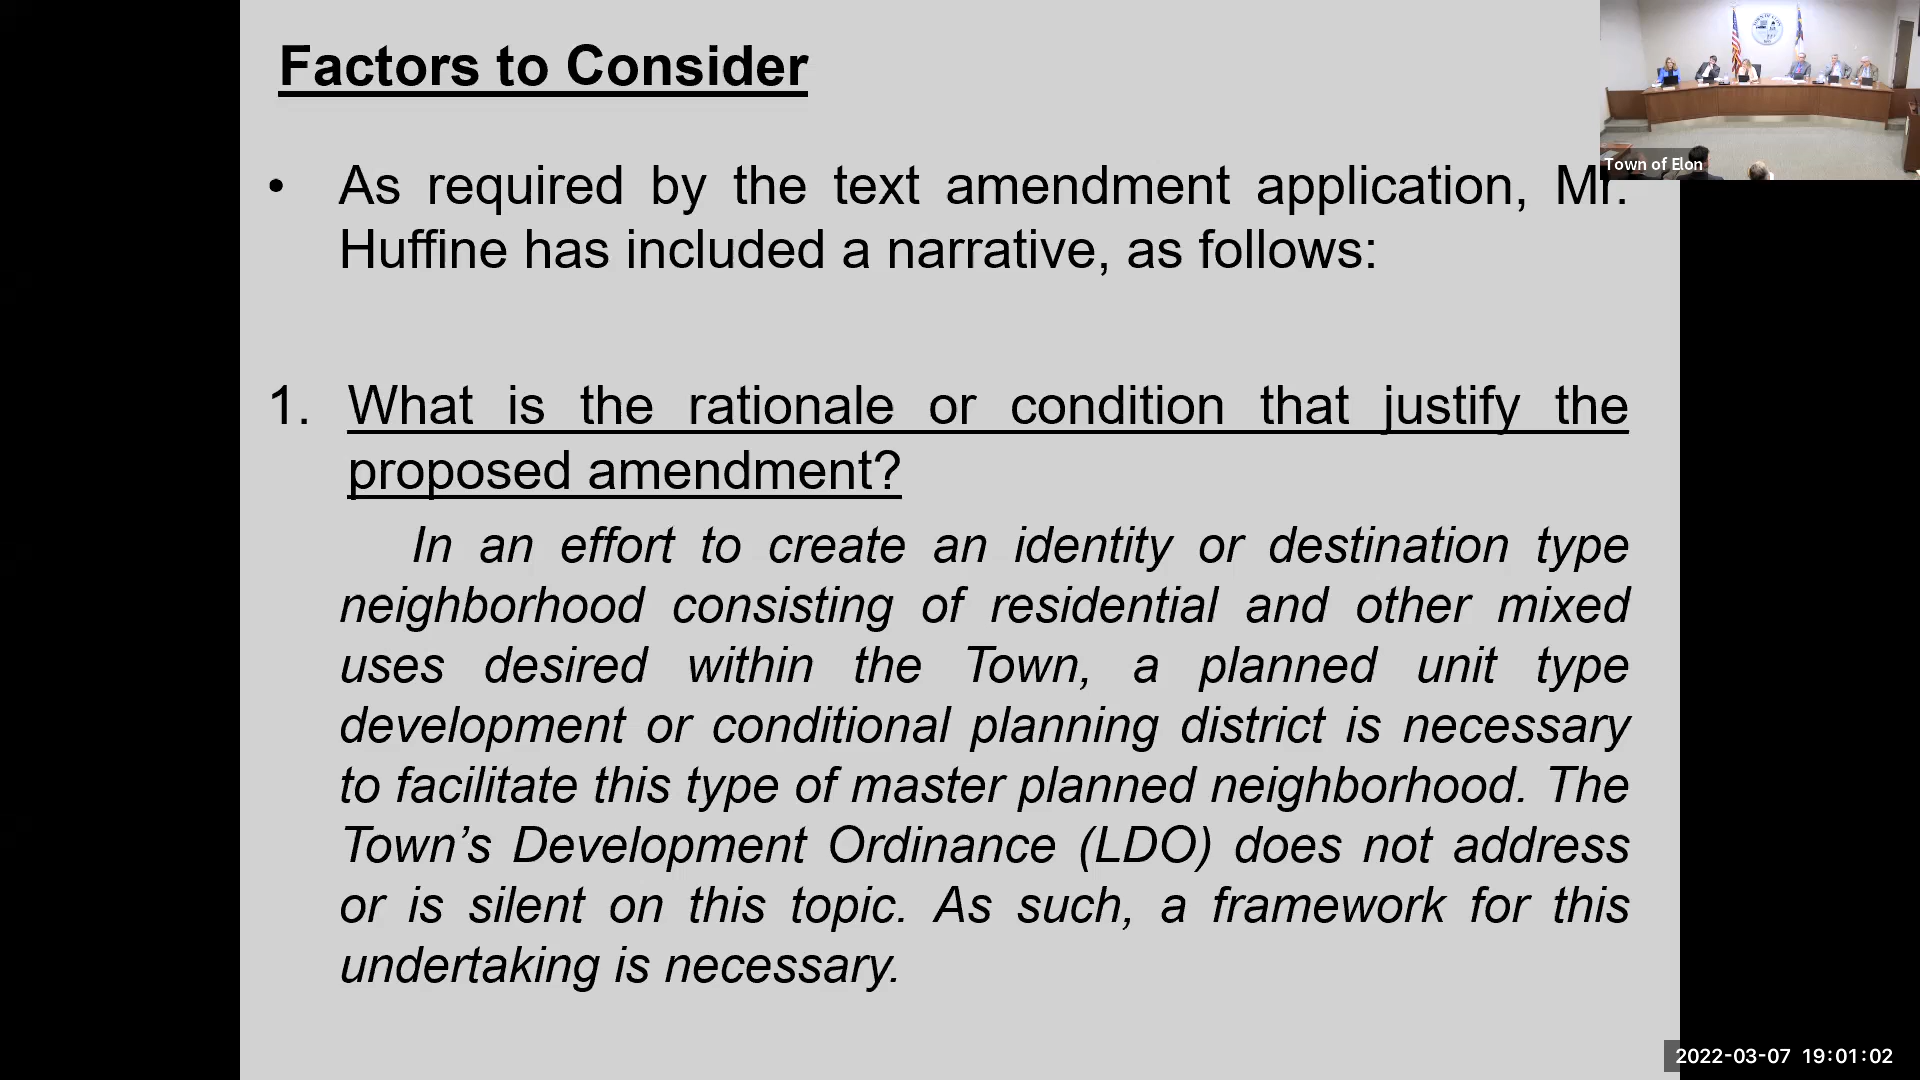 Factors to Consider
Town of Elon
• As required by the text amendment application, Mr.
Huffine has included a narrative, as follows:
1. What is the rationale or condition that justify the
proposed amendment?
In an effort to create an identity or destination type
neighborhood consisting of residential and other mixed
uses desired within the Town, a planned unit type
development or conditional planning district is necessary
to facilitate this type of master planned neighborhood. The
Town’s Development Ordinance (LDO) does not address
or is silent on this topic. As such, a framework for this
undertaking is necessary.
2022-03-07 19:01:02